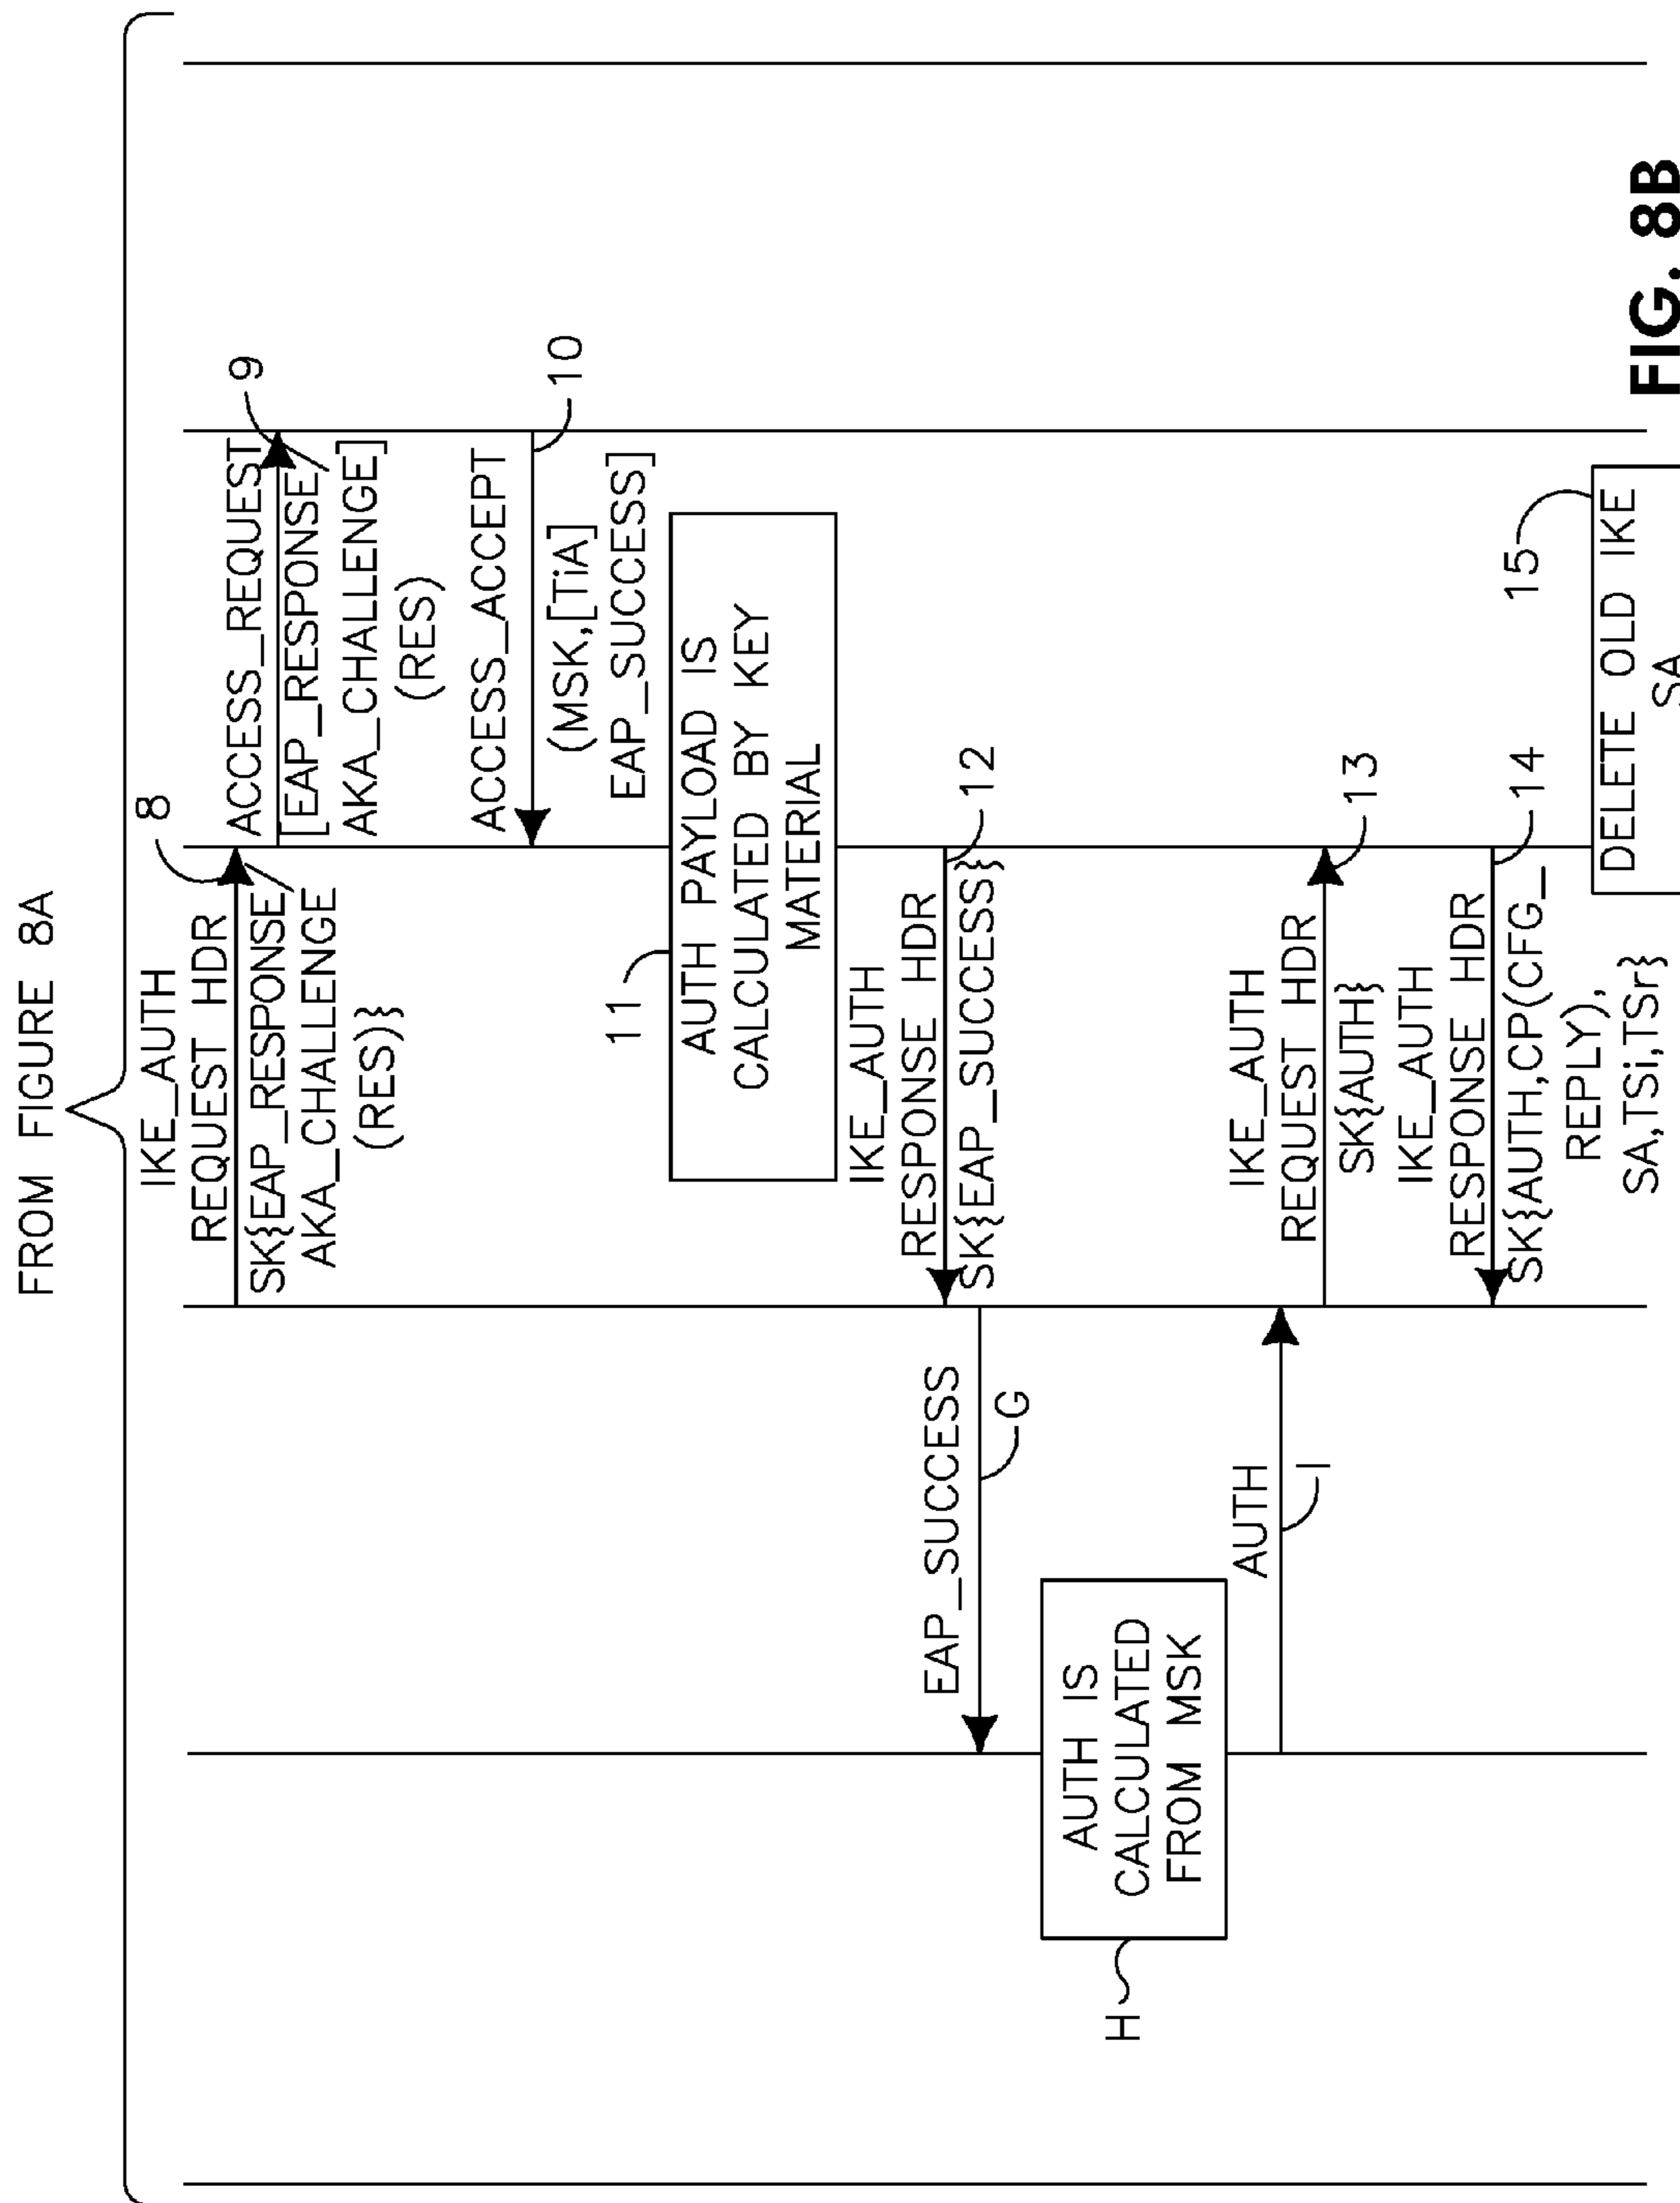 FROM FIGURE 8A
IKE_AUTH
REQUEST HDR
8
SK{EAP_RESPONSE
AKA_CHALLENGE
(RES)}
ACCESS_REQUEST
9
[EAP_RESPONSE
AKA_CHALLENGE]
(RES)
ACCESS_ACCEPT
10
(MSK,[TiA]
EAP_SUCCESS]
11
AUTH PAYLOAD IS
CALCULATED BY KEY
MATERIAL
IKE_AUTH
RESPONSE HDR
12
SK{EAP_SUCCESS}
EAP_SUCCESS
G
H
AUTH IS
CALCULATED
FROM MSK
AUTH
I
IKE_AUTH
REQUEST HDR
13
SK{AUTH}
IKE_AUTH
RESPONSE HDR
14
SK{AUTH,CP(CFG_
REPLY),
SA,TSi,TSr}
15
DELETE OLD IKE
SA
FIG. 8B